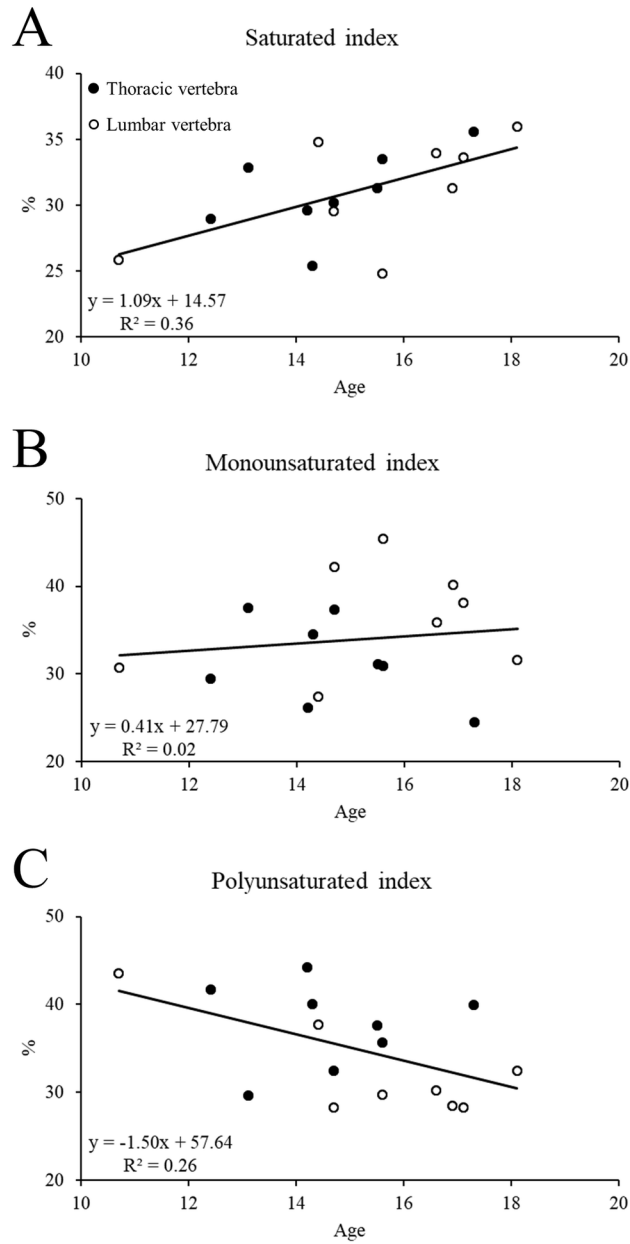 A
Saturated index
40
Thoracic vertebra
Lumbar vertebra
35
30
%
25
y = 1.09x + 14.57
R² = 0.36
20
10 12 14 16 18 20
Age
B
Monounsaturated index
50
40
%
30
y = 0.41x + 27.79
R² = 0.02
20
10 12 14 16 18 20
Age
C
Polyunsaturated index
50
40
%
30
y = -1.50x + 57.64
R² = 0.26
20
10 12 14 16 18 20
Age